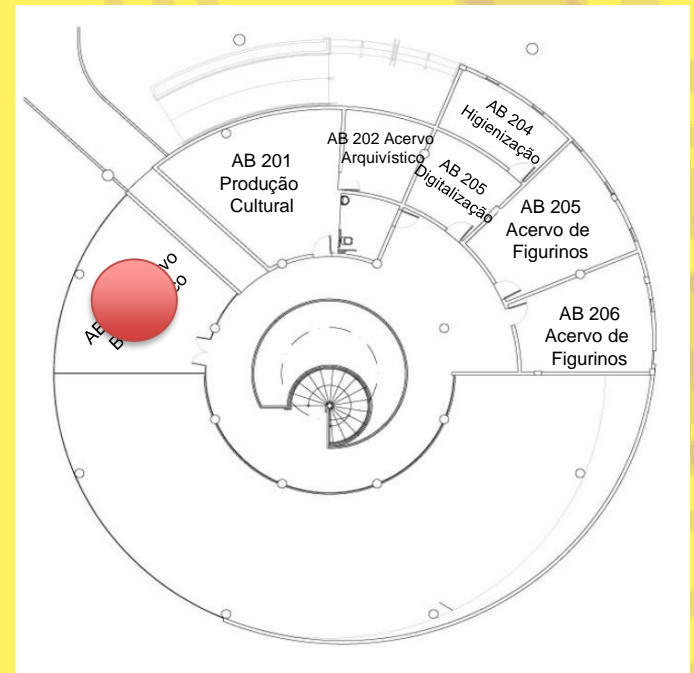 AB 201
Produção
Cultural
AB 202 Acervo
Arquivístico
AB 204
Higienização
AB 205
Digitalização
AB 205
Acervo de
Figurinos
AB 206
Acervo de
Figurinos